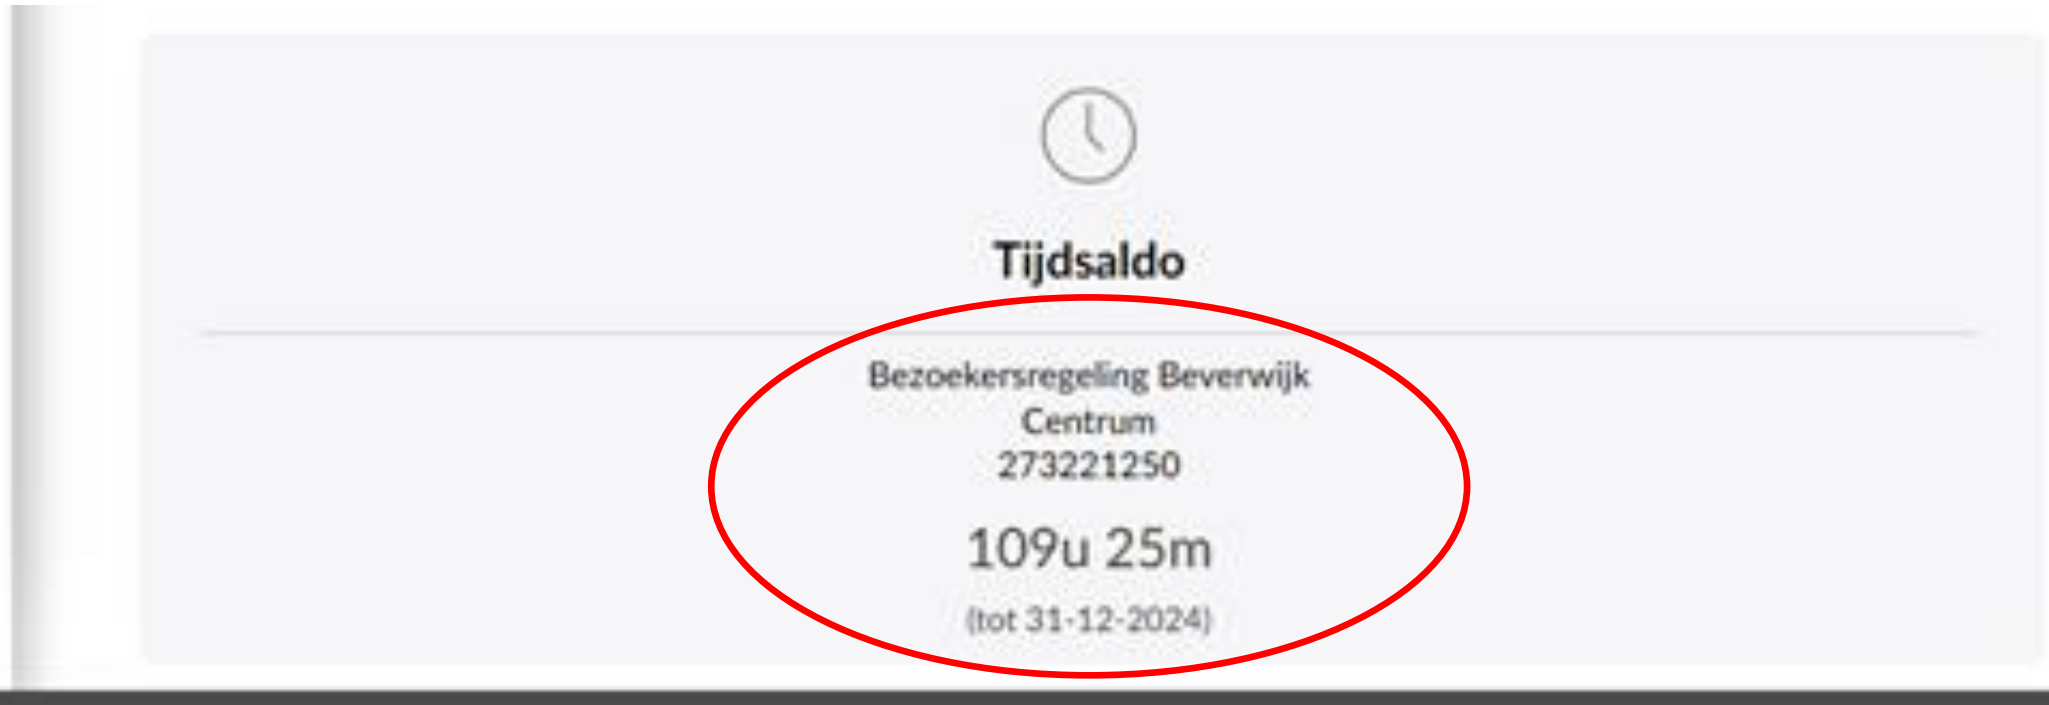 Tijdsaldo
Bezoekersregeling Beverwijk
Centrum
273221250
109u 25m
(tot 31-12-2024)